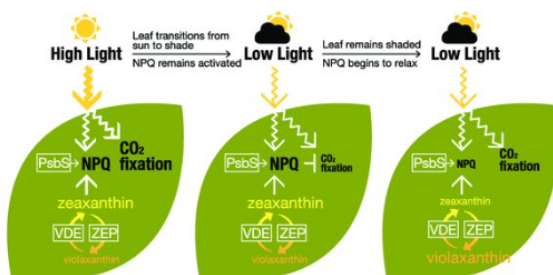 High Light
Leaf transitions from
sun to shade
NPQ remains activated
Low Light
Leaf remains shaded
NPQ begins to relax
Low Light
PsbS
NPQ
CO₂
fixation
zeaxanthin
VDE
ZEP
violaxanthin
PsbS
NPQ
CO₂
fixation
zeaxanthin
VDE
ZEP
violaxanthin
PsbS
NPQ
CO₂
fixation
zeaxanthin
VDE
ZEP
violaxanthin